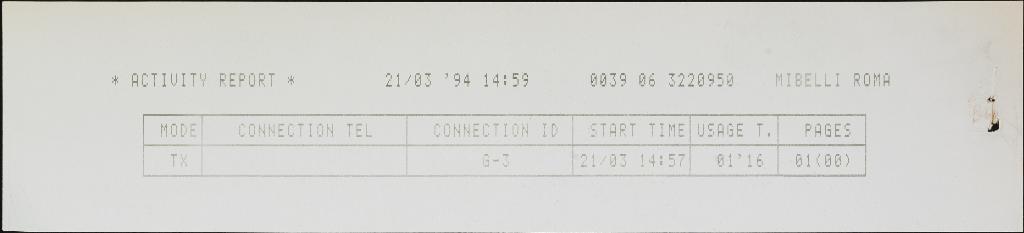 * ACTIVITY REPORT * 21/03 '94 14:59 0039 06 3220950 MIBELLI ROMA
MODE CONNECTION TEL CONNECTION ID START TIME USAGE T. PAGES
TX G-3 21/03 14:57 01'16 01(00)